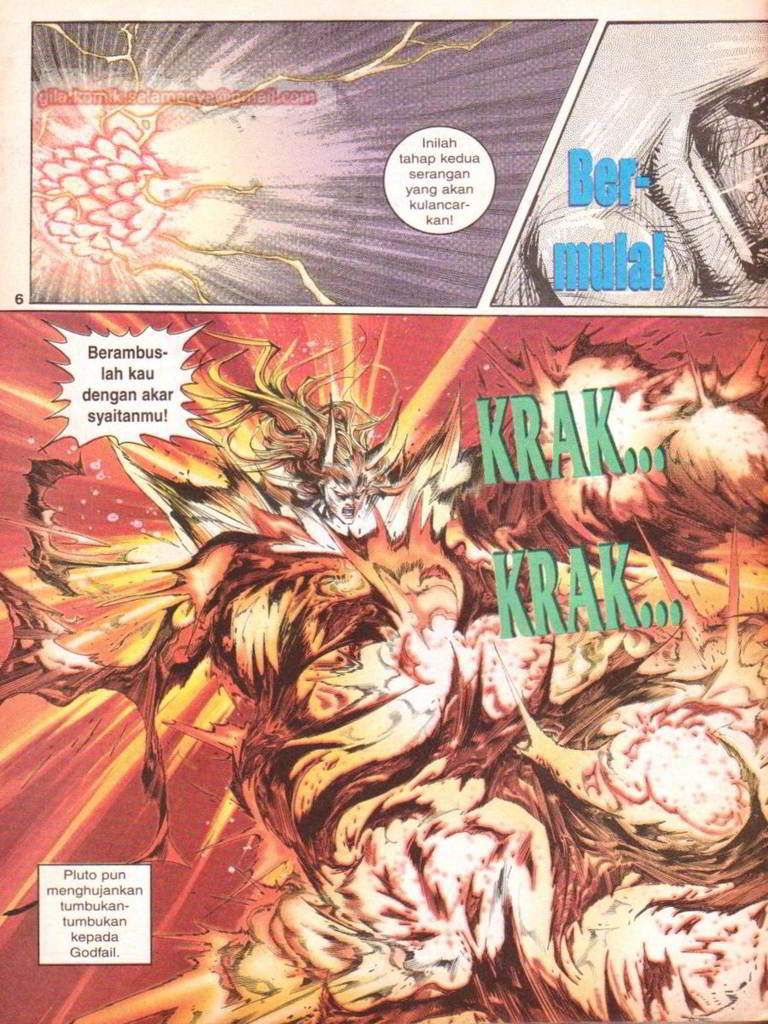 gila-komik-selamanya@gmail.com
Inilah
tahap kedua
serangan
yang akan
kulancar-
kan!
Ber-
mula!
6
Berambus-
lah kau
dengan akar
syaitanmu!
KRAK...
KRAK...
Pluto pun
menghujankan
tumbukan-
tumbukan
kepada
Godfail.